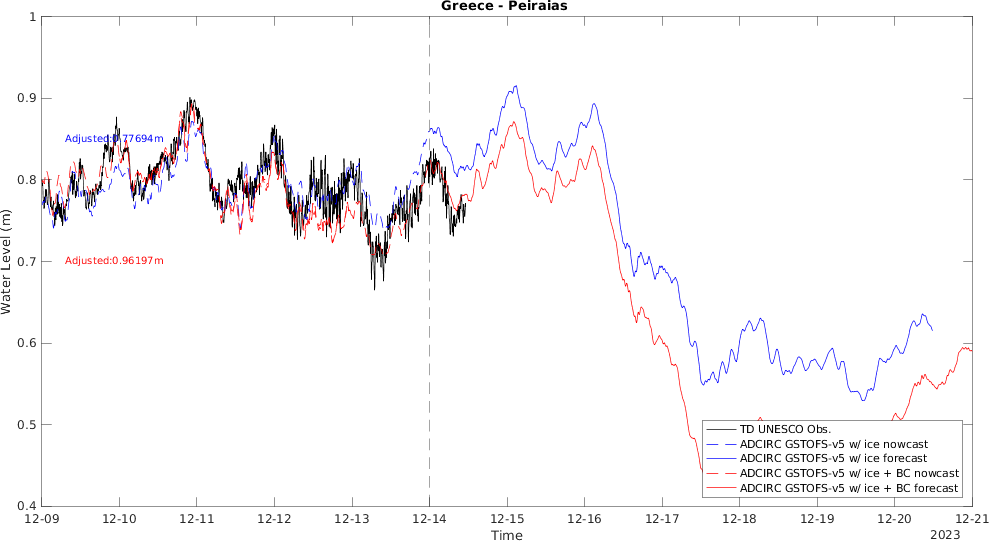 Greece - Peiraias
Water Level (m)
1
0.9
0.8
0.7
0.6
0.5
0.4
Adjusted:0.77694m
Adjusted:0.96197m
TD UNESCO Obs.
ADCIRC GSTOFS-v5 w/ ice nowcast
ADCIRC GSTOFS-v5 w/ ice forecast
ADCIRC GSTOFS-v5 w/ ice + BC nowcast
ADCIRC GSTOFS-v5 w/ ice + BC forecast
12-09 12-10 12-11 12-12 12-13 12-14 12-15 12-16 12-17 12-18 12-19 12-20 12-21
Time
2023